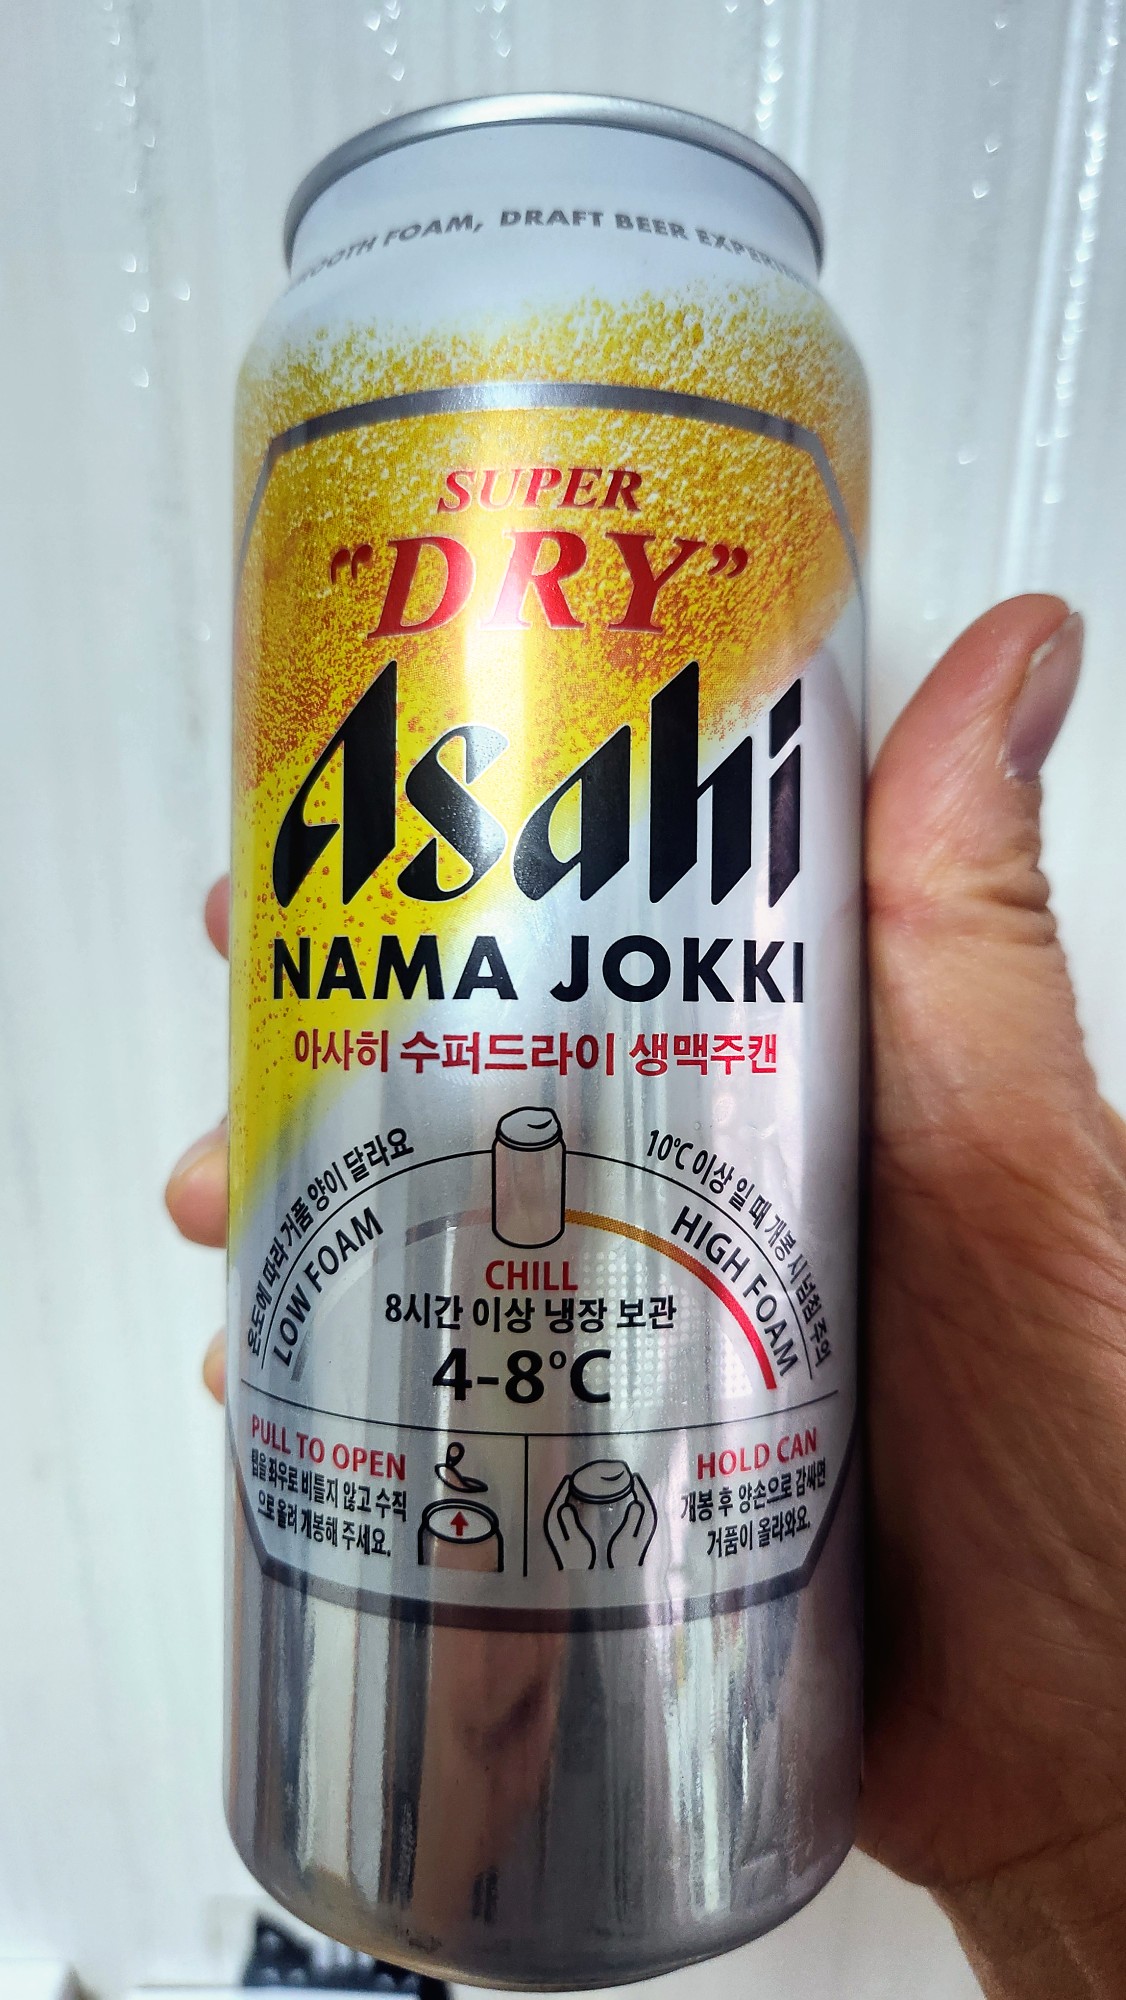 FOAM, DRAFT BEER
SUPER
"DRY"
Asahi
NAMA JOKKI
아사히 수퍼드라이 생맥주캔
온도에 따라 거품 양이 달라요
10℃ 이상 일 때 개봉 시 넘침 주의
LOW FOAM
HIGH FOAM
CHILL
8시간 이상 냉장 보관
4-8°C
PULL TO OPEN
탭을 좌우로 비틀지 않고 수직
으로 올려 개봉해 주세요.
HOLD CAN
개봉 후 양손으로 감싸면
거품이 올라와요.